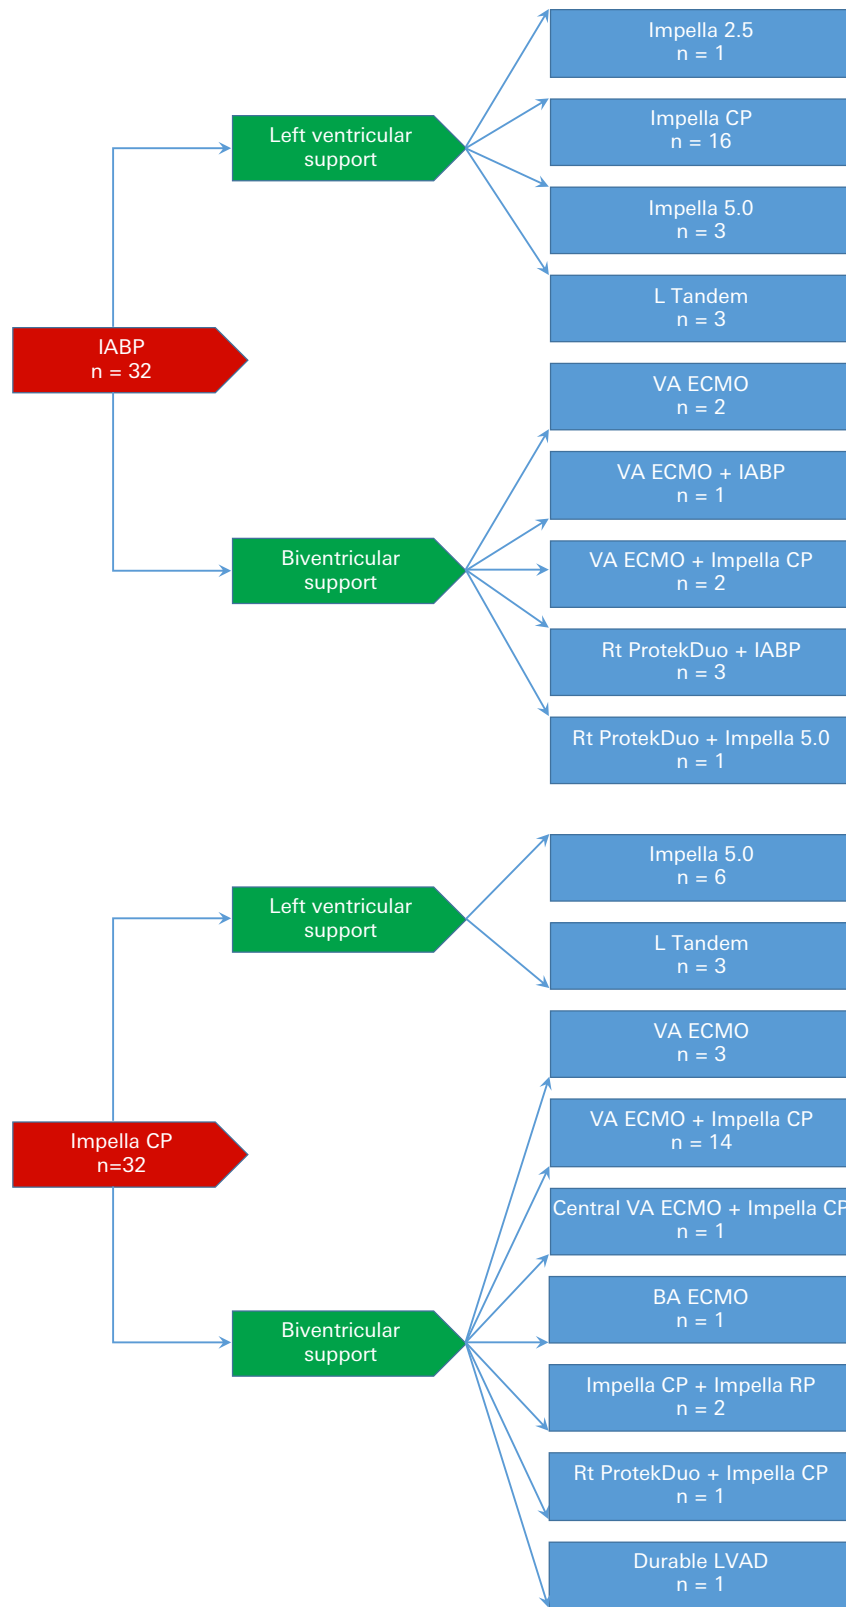 IABP
n = 32
Left ventricular
support
Impella 2.5
n = 1
Impella CP
n = 16
Impella 5.0
n = 3
L Tandem
n = 3
Biventricular
support
VA ECMO
n = 2
VA ECMO + IABP
n = 1
VA ECMO + Impella CP
n = 2
Rt ProtekDuo + IABP
n = 3
Rt ProtekDuo + Impella 5.0
n = 1
Impella CP
n=32
Left ventricular
support
Impella 5.0
n = 6
L Tandem
n = 3
Biventricular
support
VA ECMO
n = 3
VA ECMO + Impella CP
n = 14
Central VA ECMO + Impella CP
n = 1
BA ECMO
n = 1
Impella CP + Impella RP
n = 2
Rt ProtekDuo + Impella CP
n = 1
Durable LVAD
n = 1